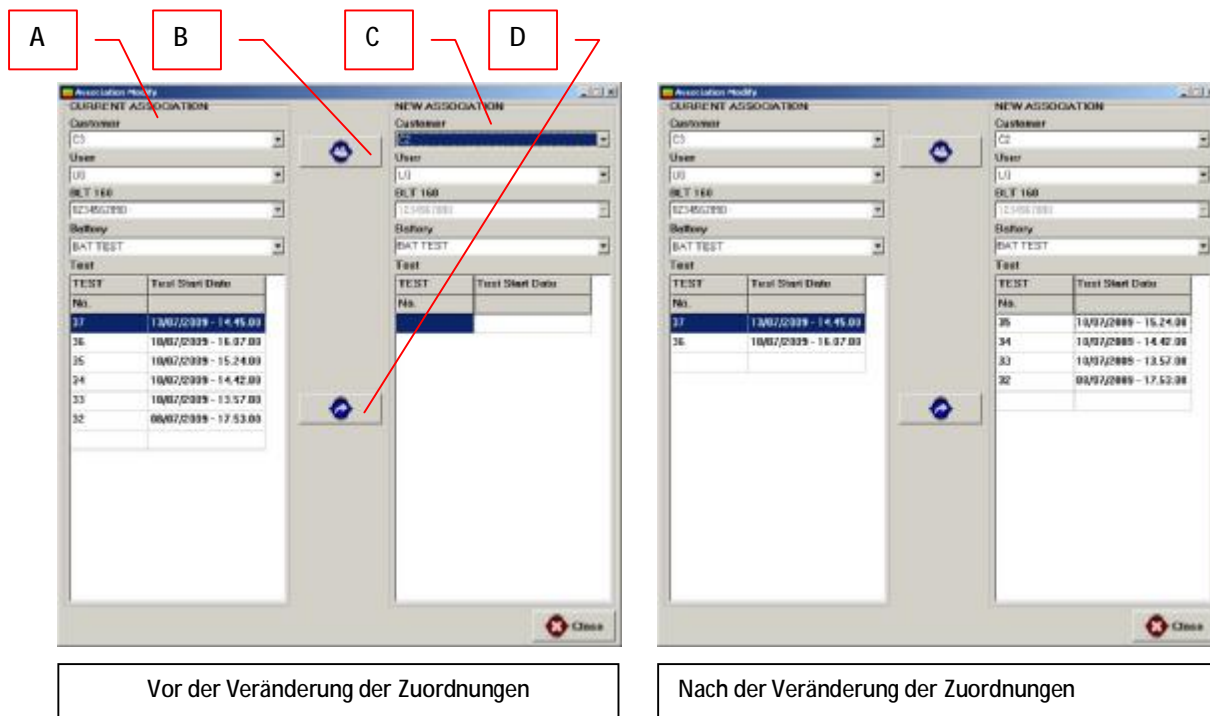 A B C D
Association Modify
CURRENT ASSOCIATION NEW ASSOCIATION
Customer Customer
C3 C2
User User
BLT 160 BLT 160
Battery Battery
BAT TEST BAT TEST
Test Test
TEST Test Start Date TEST Test Start Date
No. No.
37 13/07/2009 - 14.45.00
36 10/07/2009 - 16.07.00
35 10/07/2009 - 15.24.00
34 10/07/2009 - 14.42.00
33 10/07/2009 - 13.57.00
32 08/07/2009 - 17.53.00
Close
Vor der Veränderung der Zuordnungen
Association Modify
CURRENT ASSOCIATION NEW ASSOCIATION
Customer Customer
C3 C2
User User
BLT 160 BLT 160
Battery Battery
BAT TEST BAT TEST
Test Test
TEST Test Start Date TEST Test Start Date
No. No.
37 13/07/2009 - 14.45.00 35 10/07/2009 - 15.24.00
36 10/07/2009 - 16.07.00 34 10/07/2009 - 14.42.00
33 10/07/2009 - 13.57.00
32 08/07/2009 - 17.53.00
Close
Nach der Veränderung der Zuordnungen